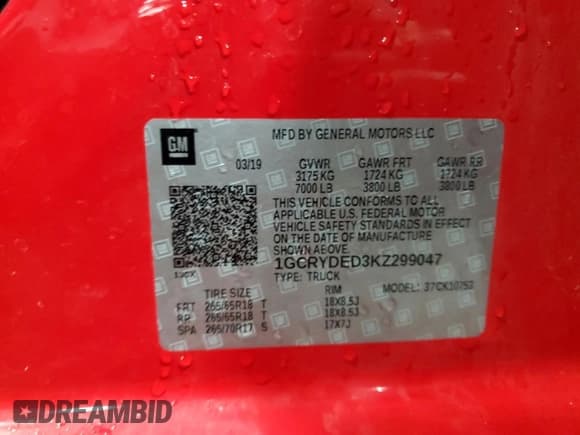 GM
MFD BY GENERAL MOTORS LLC
03/19 GVWR GAWR FRT GAWR RR
3175 KG 1724 KG 1724 KG
7000 LB 3800 LB 3800 LB
THIS VEHICLE CONFORMS TO ALL
APPLICABLE U.S. FEDERAL MOTOR
VEHICLE SAFETY STANDARDS IN EFFECT
ON THE DATE OF MANUFACTURE
SHOWN ABOVE.
1GCRYDED3KZ299047
TYPE: TRUCK
MODEL: 37CK10753
TIRE SIZE RIM
FRT 265/65R18 T 18X8.5J
RR 265/65R18 T 18X8.5J
SPA 265/70R17 S 17X7J
DREAMBID